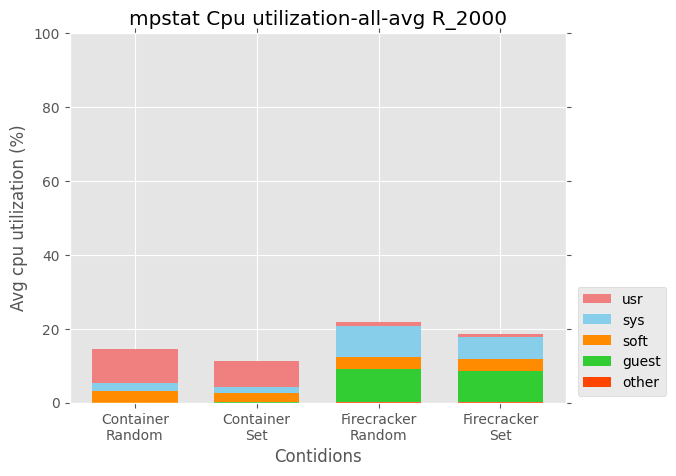 mpstat Cpu utilization-all-avg R_2000
Avg cpu utilization (%)
100
80
60
40
20
0
Container
Random
Container
Set
Firecracker
Random
Firecracker
Set
Contidions
usr
sys
soft
guest
other